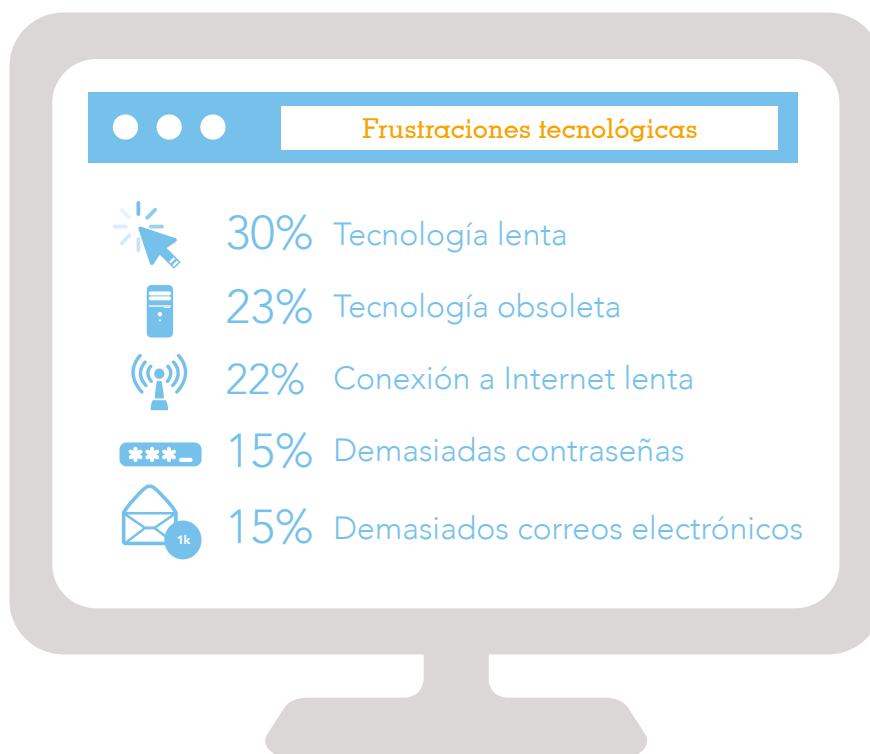 Frustraciones tecnológicas
30% Tecnología lenta
23% Tecnología obsoleta
22% Conexión a Internet lenta
***_ 15% Demasiadas contraseñas
1k 15% Demasiados correos electrónicos